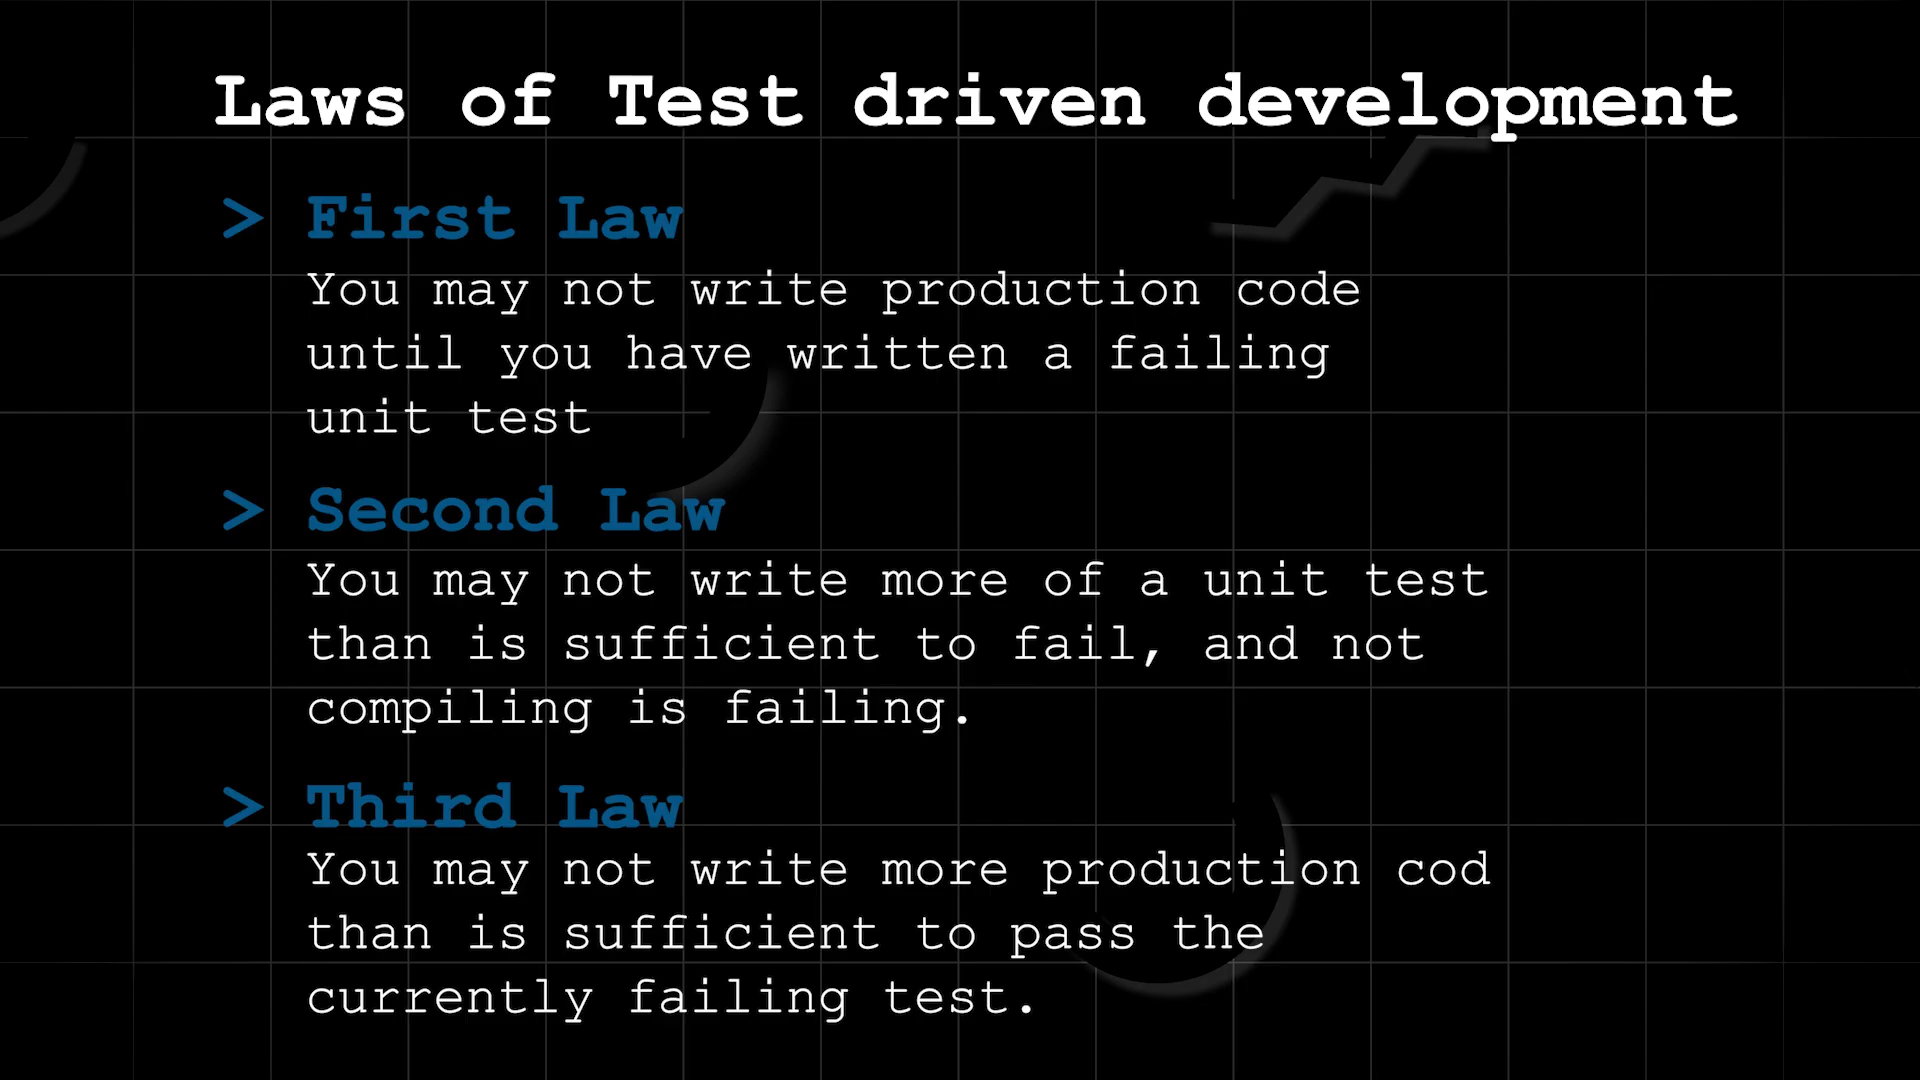 Laws of Test driven development
> First Law
You may not write production code
until you have written a failing
unit test
> Second Law
You may not write more of a unit test
than is sufficient to fail, and not
compiling is failing.
> Third Law
You may not write more production cod
than is sufficient to pass the
currently failing test.